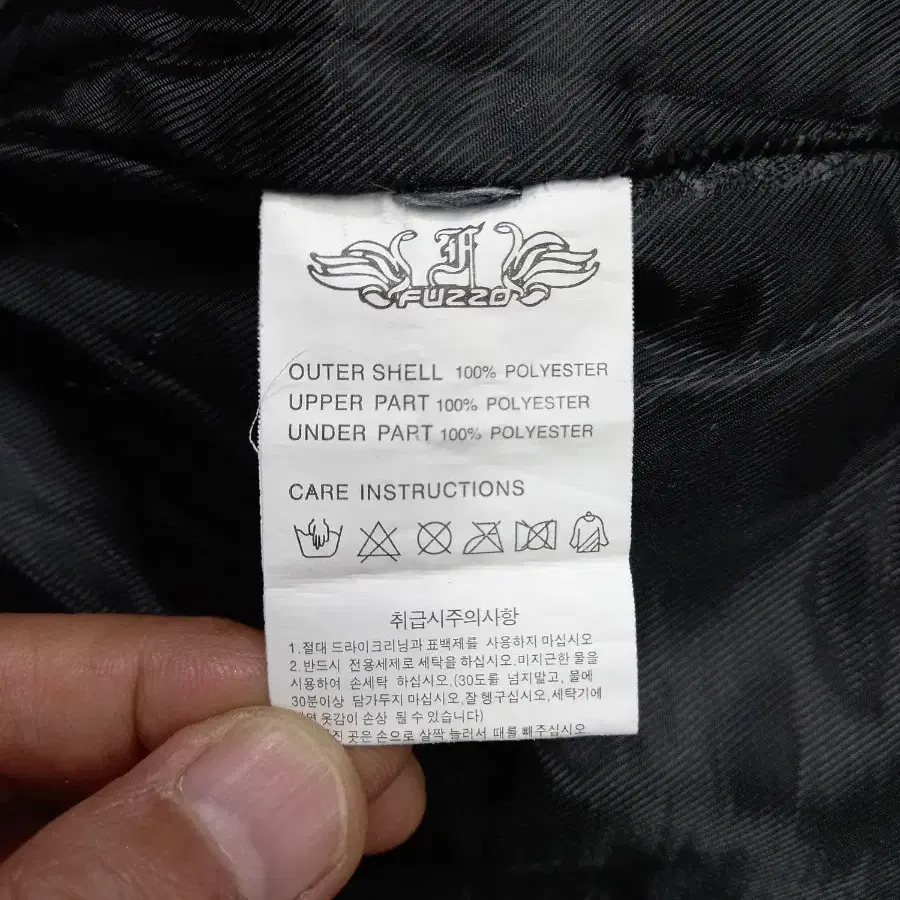 F
FUZZO
OUTER SHELL 100% POLYESTER
UPPER PART 100% POLYESTER
UNDER PART 100% POLYESTER
CARE INSTRUCTIONS
취급시주의사항
1.절대 드라이크리닝과 표백제를 사용하지 마십시오
2.반드시 전용세제로 세탁을 하십시오.미지근한 물을
시용하여 손세탁 하십시오.(30도를 넘지말고, 물에
30분이상 담가두지 마십시오,잘 헹구십시오,세탁기에
옷감이 손상 될 수 있습니다)
곳은 손으로 살짝 눌러서 때를 빼주십시오